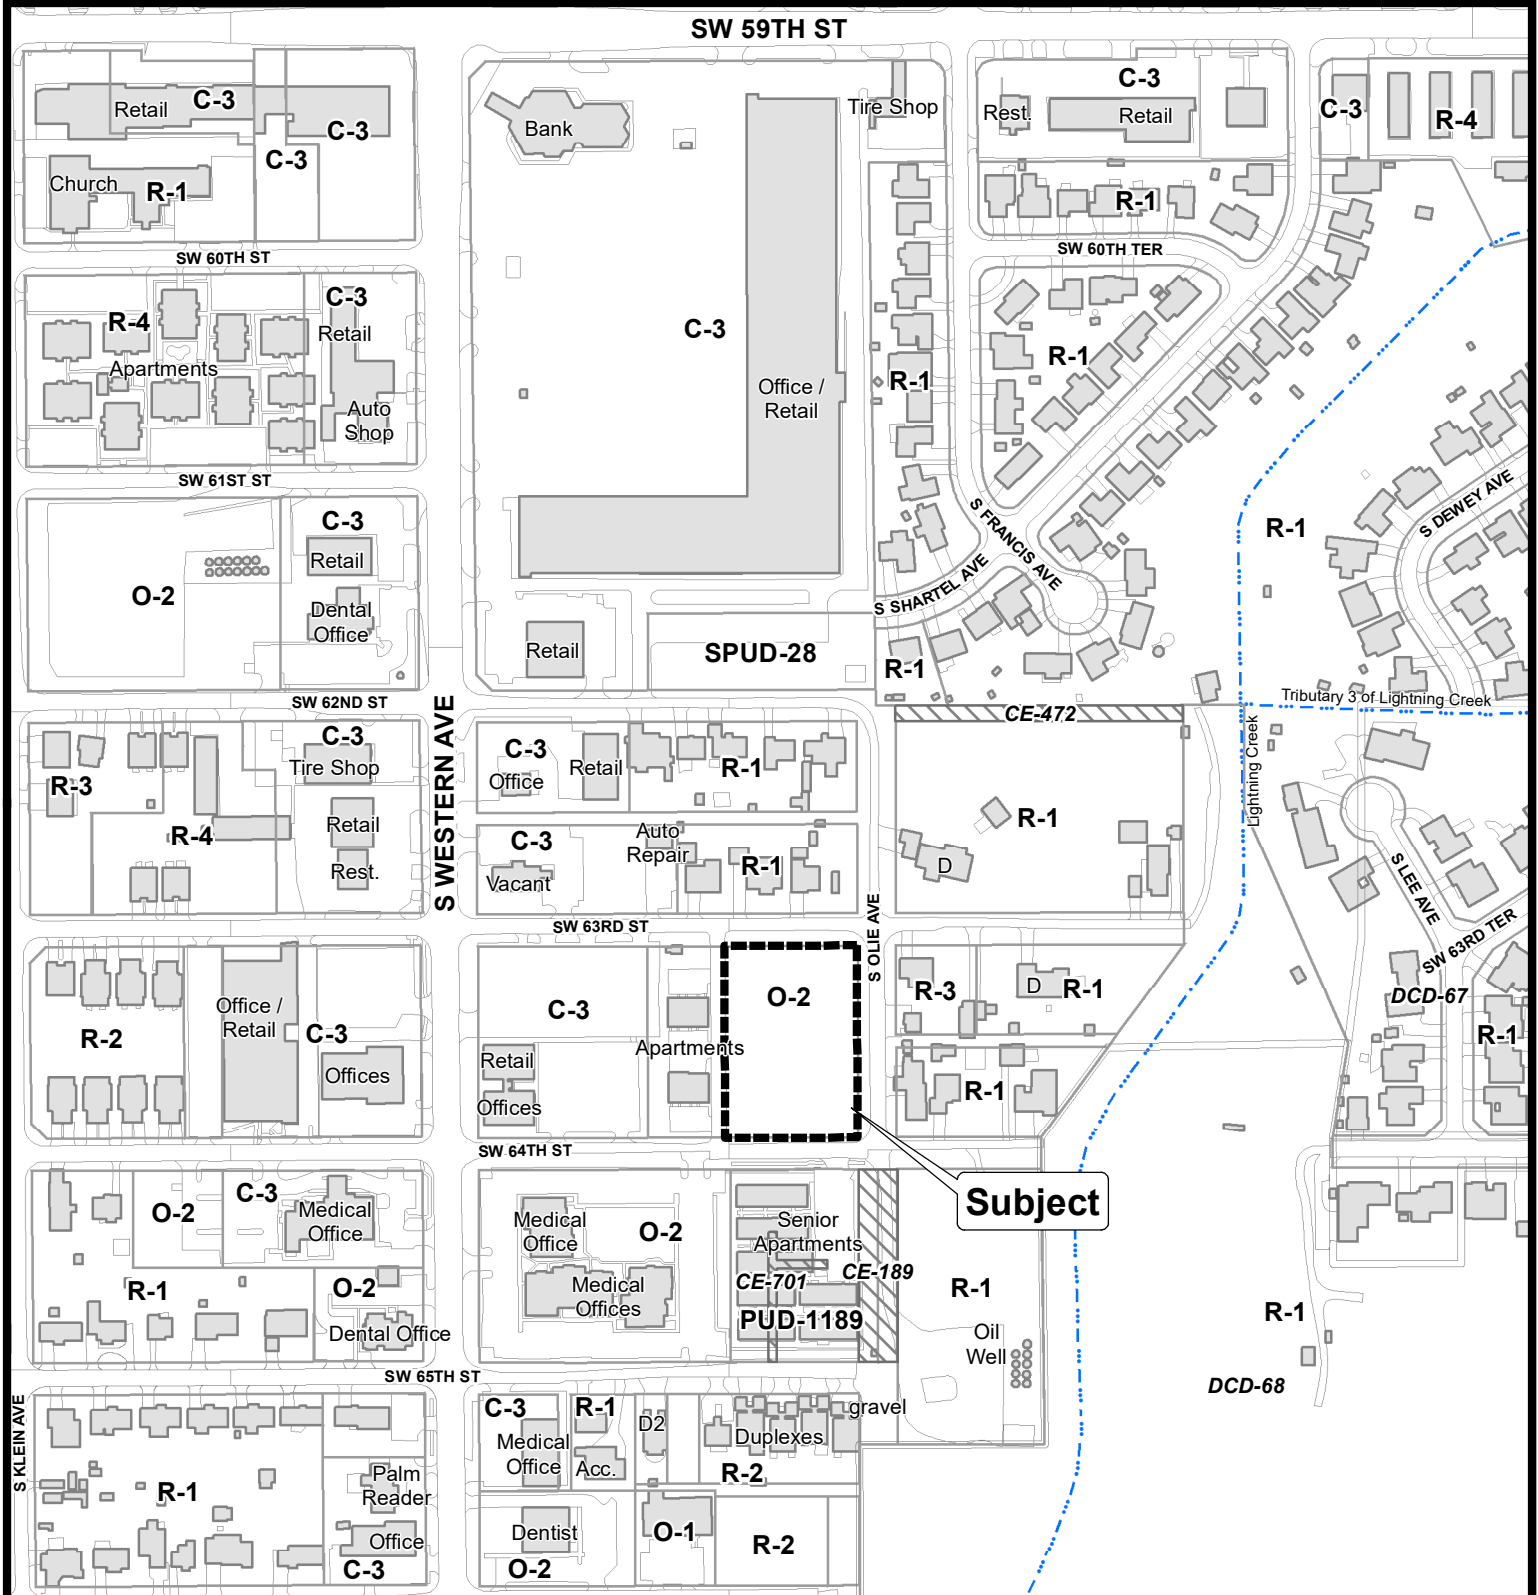 SW 59TH ST
Retail
C-3
C-3
C-3
Church
R-1
Bank
Tire Shop
Rest.
C-3
Retail
C-3
R-4
R-1
SW 60TH ST
SW 60TH TER
C-3
R-4
Retail
Apartments
Auto
Shop
C-3
Office /
Retail
R-1
R-1
SW 61ST ST
C-3
Retail
O-2
Dental
Office
S FRANCIS AVE
S DEWEY AVE
R-1
S SHARTEL AVE
Retail
SPUD-28
R-1
SW 62ND ST
Tributary 3 of Lightning Creek
CE-472
S WESTERN AVE
Lightning Creek
C-3
Tire Shop
R-3
R-4
Retail
Rest.
C-3
Office
Retail
R-1
C-3
Vacant
Auto
Repair
R-1
R-1
D
S LEE AVE
SW 63RD TER
SW 63RD ST
S OLIE AVE
R-2
Office /
Retail
C-3
Offices
C-3
Retail
Offices
Apartments
O-2
R-3
D
R-1
R-1
DCD-67
R-1
SW 64TH ST
Subject
O-2
C-3
Medical
Office
R-1
O-2
Dental Office
Medical
Office
O-2
Medical
Offices
Senior
Apartments
CE-701
CE-189
PUD-1189
R-1
Oil
Well
R-1
DCD-68
SW 65TH ST
S KLEIN AVE
R-1
Palm
Reader
Office
C-3
C-3
Medical
Office
R-1
Acc.
D2
gravel
Duplexes
R-2
Dentist
O-2
O-1
R-2